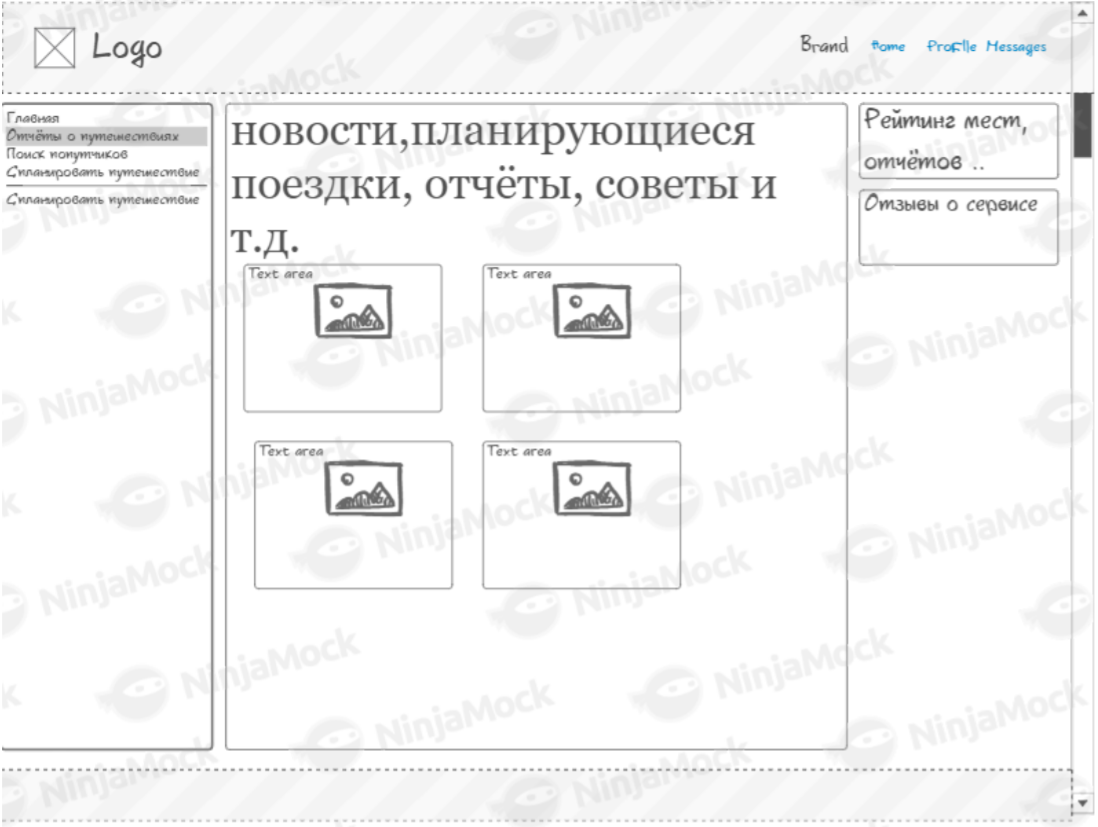 Logo
Brand Home Profile Messages
Главная
Отчёты о путешествиях
Поиск попутчиков
Спланировать путешествие
Спланировать путешествие
новости,планирующиеся
поездки, отчёты, советы и
т.д.
Text area
Text area
Text area
Text area
Рейтинг мест,
отчётов ..
Отзывы о сервисе
NinjaMock